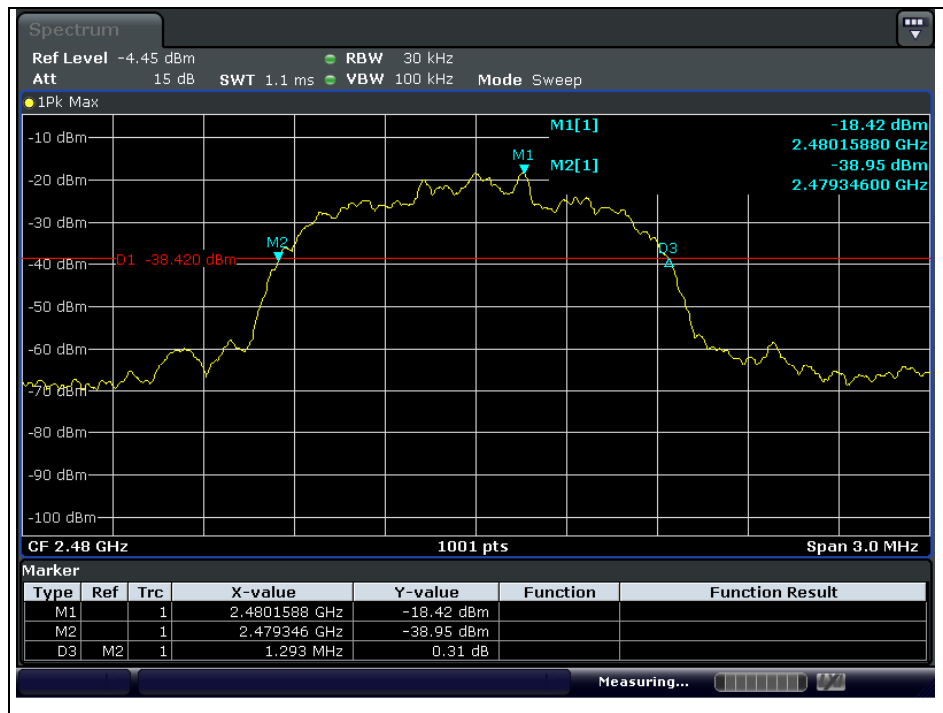 Spectrum
Ref Level -4.45 dBm RBW 30 kHz
Att 15 dB SWT 1.1 ms VBW 100 kHz Mode Sweep
1Pk Max
M1[1] -18.42 dBm
2.48015880 GHz
M2[1] -38.95 dBm
2.47934600 GHz
-10 dBm
M1
-20 dBm
-30 dBm
M2
D3
D1 -38.420 dBm
-40 dBm
-50 dBm
-60 dBm
-70 dBm
-80 dBm
-90 dBm
-100 dBm
CF 2.48 GHz 1001 pts Span 3.0 MHz
Marker
Type Ref Trc X-value Y-value Function Function Result
M1 1 2.4801588 GHz -18.42 dBm
M2 1 2.479346 GHz -38.95 dBm
D3 M2 1 1.293 MHz 0.31 dB
Measuring...